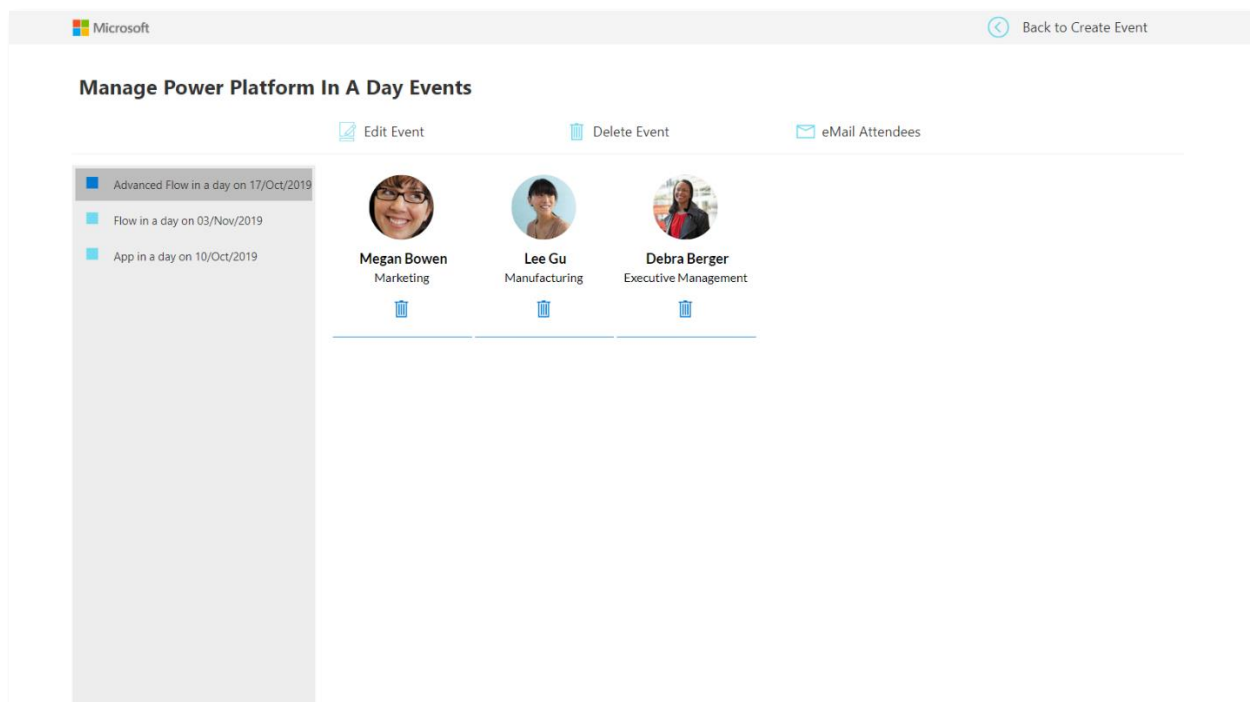 Microsoft
Back to Create Event
Manage Power Platform In A Day Events
Edit Event
Delete Event
eMail Attendees
Advanced Flow in a day on 17/Oct/2019
Flow in a day on 03/Nov/2019
App in a day on 10/Oct/2019
Megan Bowen
Marketing
Lee Gu
Manufacturing
Debra Berger
Executive Management